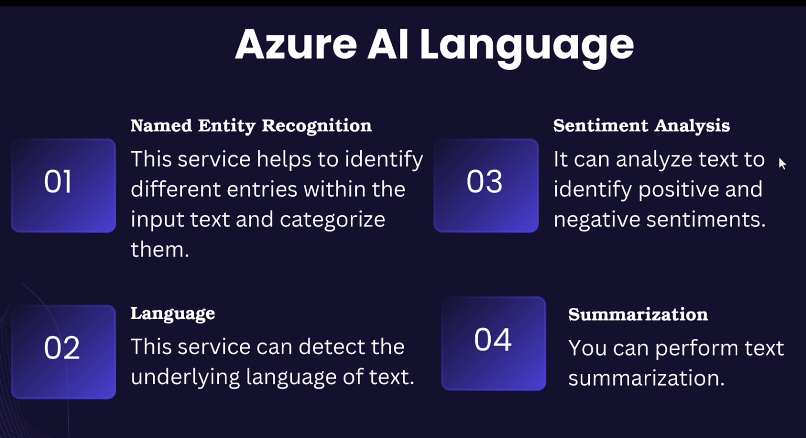 Azure AI Language
01
Named Entity Recognition
This service helps to identify
different entries within the
input text and categorize
them.
02
Language
This service can detect the
underlying language of text.
03
Sentiment Analysis
It can analyze text to
identify positive and
negative sentiments.
04
Summarization
You can perform text
summarization.